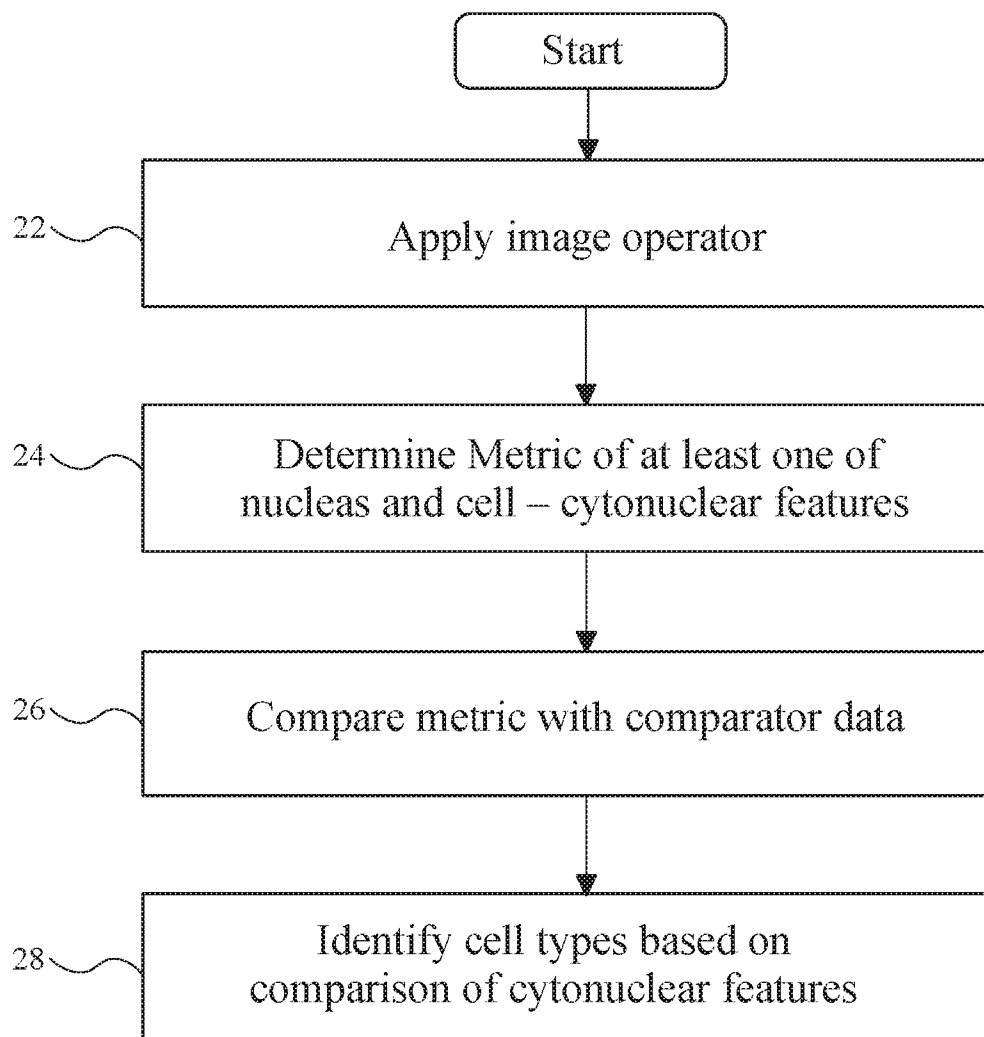 Start
22
Apply image operator
24
Determine Metric of at least one of
nucleas and cell – cytonuclear features
26
Compare metric with comparator data
28
Identify cell types based on
comparison of cytonuclear features